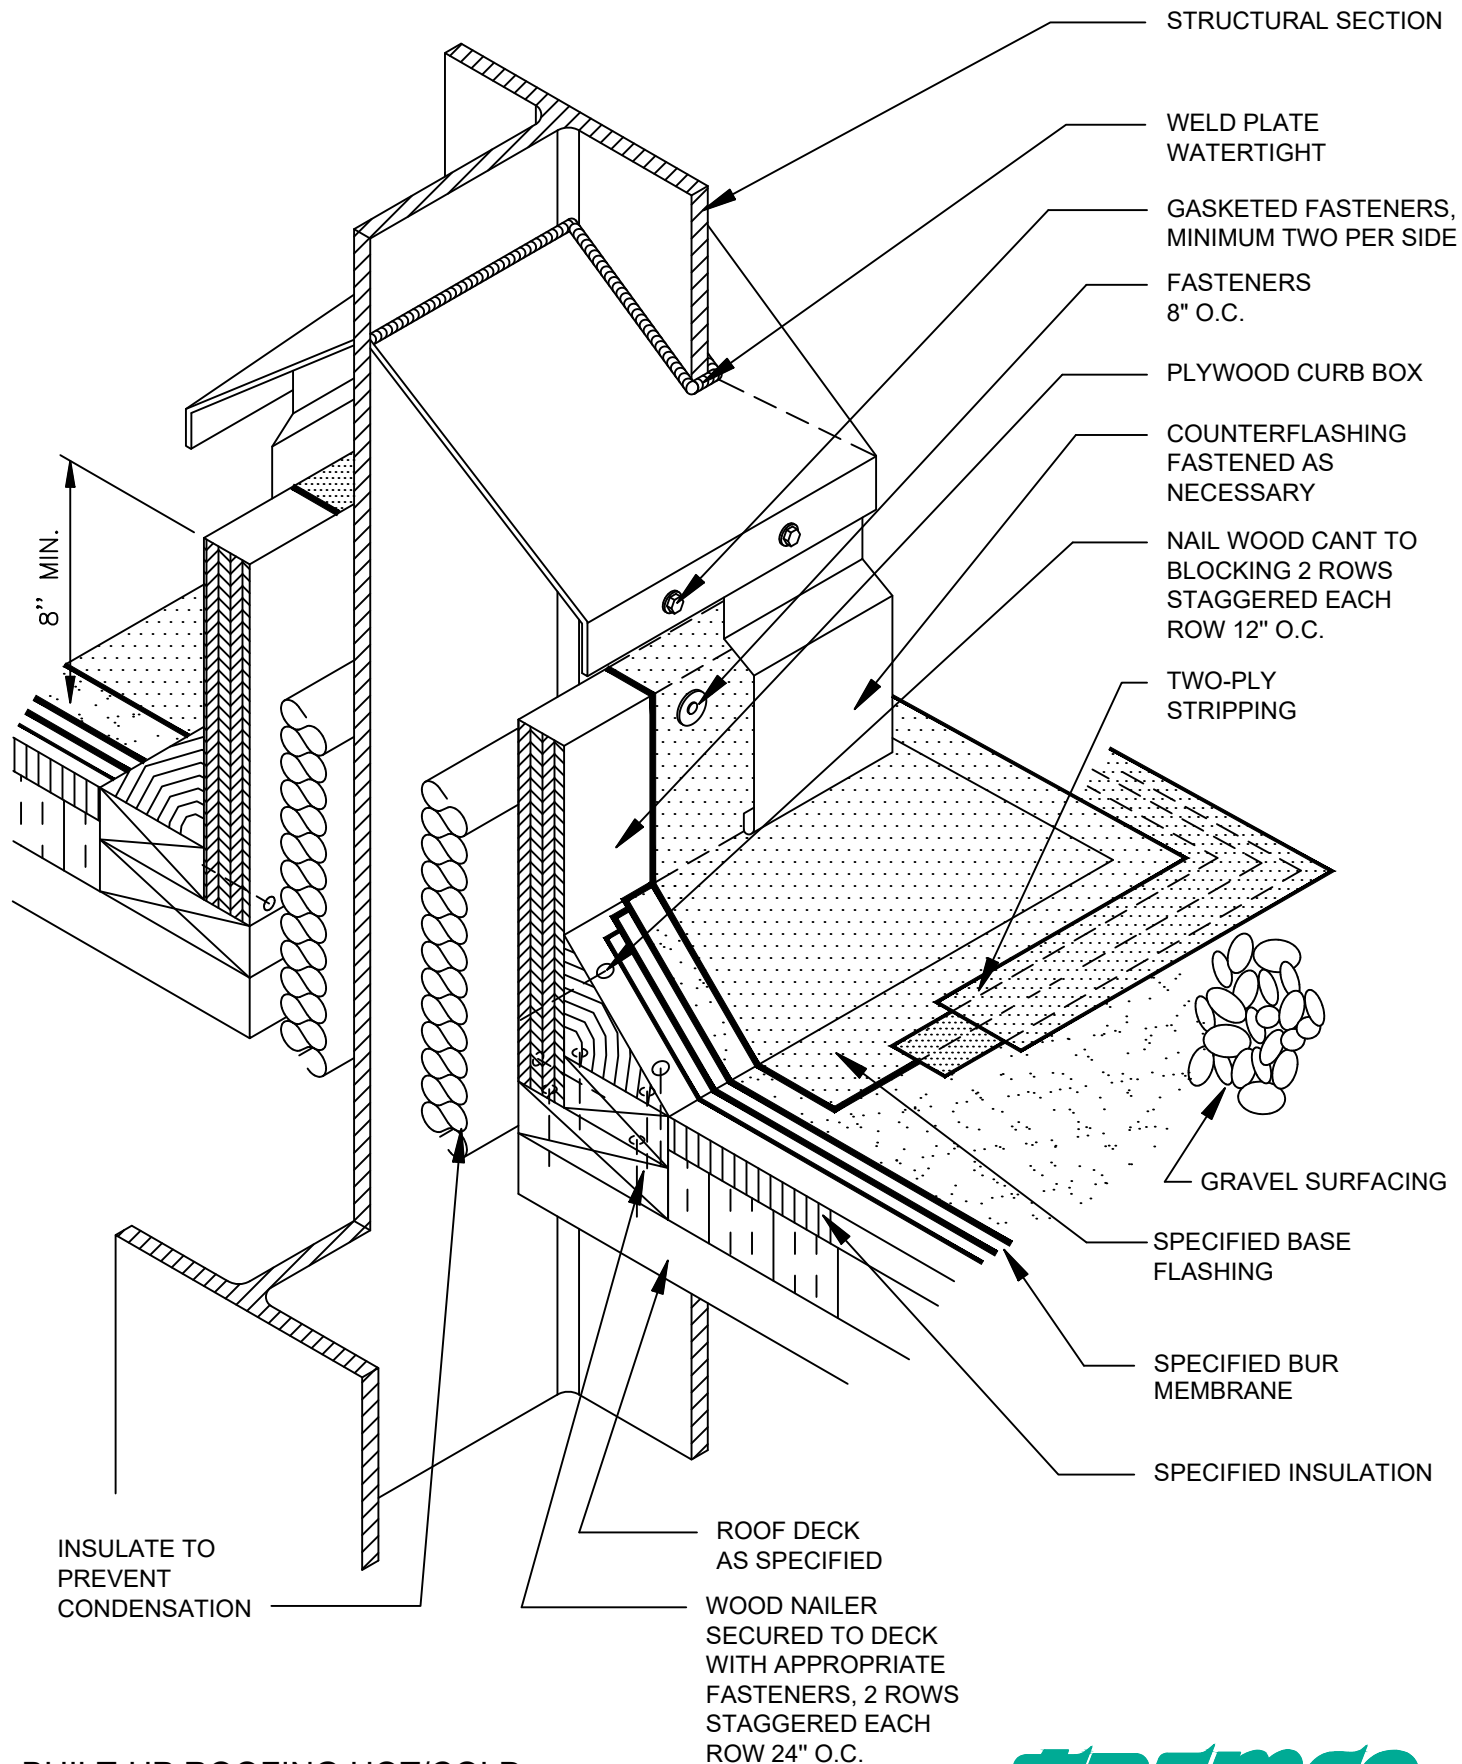 STRUCTURAL SECTION
WELD PLATE
WATERTIGHT
GASKETED FASTENERS,
MINIMUM TWO PER SIDE
FASTENERS
8" O.C.
PLYWOOD CURB BOX
COUNTERFLASHING
FASTENED AS
NECESSARY
NAIL WOOD CANT TO
BLOCKING 2 ROWS
STAGGERED EACH
ROW 12" O.C.
8" MIN.
TWO-PLY
STRIPPING
GRAVEL SURFACING
SPECIFIED BASE
FLASHING
SPECIFIED BUR
MEMBRANE
SPECIFIED INSULATION
ROOF DECK
AS SPECIFIED
INSULATE TO
PREVENT
CONDENSATION
WOOD NAILER
SECURED TO DECK
WITH APPROPRIATE
FASTENERS, 2 ROWS
STAGGERED EACH
ROW 24" O.C.